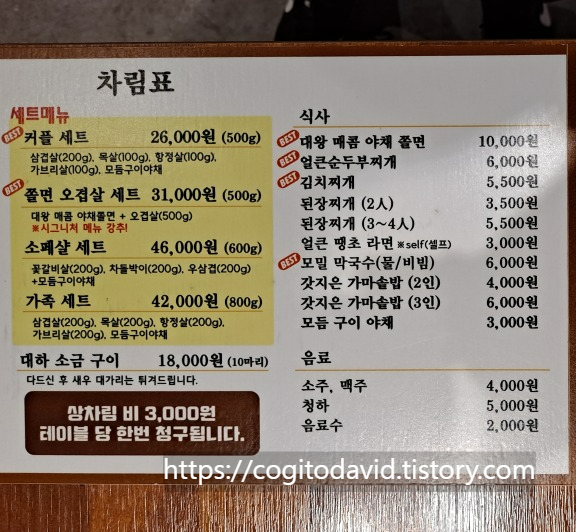 차림표
세트메뉴
BEST 커플 세트 26,000원 (500g)
삼겹살(200g), 목살(100g), 항정살(100g),
가브리살(100g), 모듬구이야채
BEST 쫄면 오겹살 세트 31,000원 (500g)
대왕 매콤 야채쫄면 + 오겹살(500g)
※시그니처 메뉴 강추!
소페샬 세트 46,000원 (600g)
꽃갈비살(200g), 차돌박이(200g), 우삼겹(200g)
+모듬구이야채
가족 세트 42,000원 (800g)
삼겹살(200g), 목살(200g), 항정살(200g),
가브리살(200g), 모듬구이야채
대하 소금 구이 18,000원 (10마리)
다드신 후 새우 대가리는 튀겨드립니다.
상차림 비 3,000원
테이블 당 한번 청구됩니다.
식사
BEST 대왕 매콤 야채 쫄면 10,000원
BEST 얼큰순두부찌개 6,000원
BEST 김치찌개 5,500원
된장찌개 (2인) 3,500원
된장찌개 (3~4인) 5,500원
얼큰 땡초 라면 ※self(셀프) 3,000원
BEST 모밀 막국수(물/비빔) 6,000원
갓지은 가마솥밥 (2인) 4,000원
갓지은 가마솥밥 (3인) 6,000원
모듬 구이 야채 3,000원
음료
소주, 맥주 4,000원
청하 5,000원
음료수 2,000원
https://cogitodavid.tistory.com